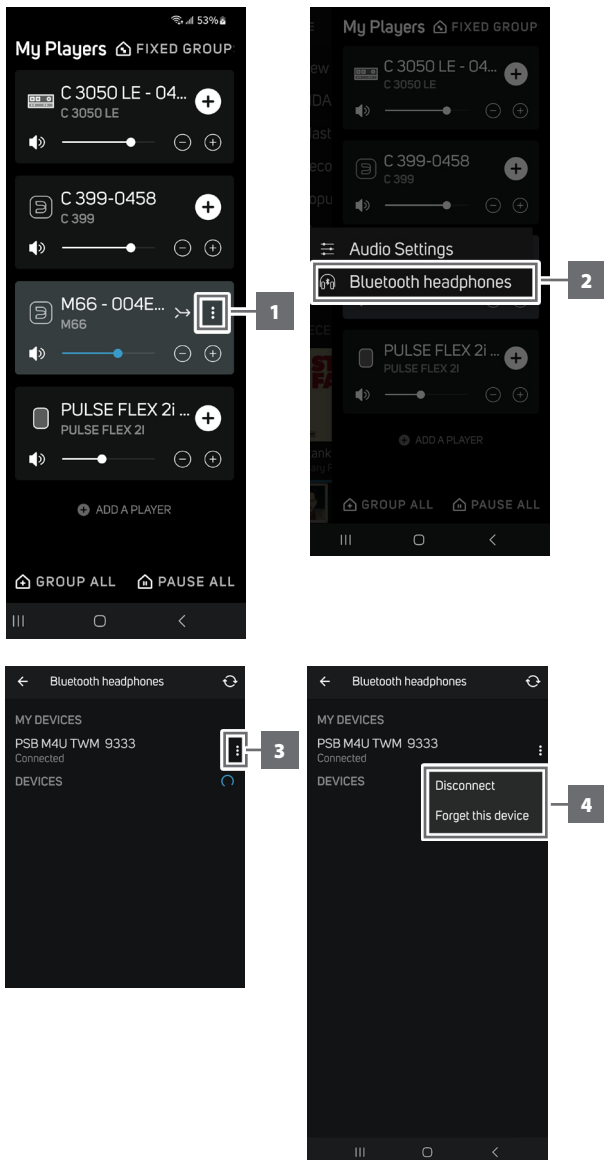 53%
My Players FIXED GROUP
C 3050 LE - 04...
C 3050 LE
C 399-0458
C 399
M66 - 004E...
M66
1
PULSE FLEX 2i ...
PULSE FLEX 2I
ADD A PLAYER
GROUP ALL PAUSE ALL
My Players FIXED GROUP
C 3050 LE - 04...
C 3050 LE
C 399-0458
C 399
Audio Settings
Bluetooth headphones
2
PULSE FLEX 2i ...
PULSE FLEX 2I
ADD A PLAYER
GROUP ALL PAUSE ALL
Bluetooth headphones
MY DEVICES
PSB M4U TWM 9333
Connected
3
DEVICES
Bluetooth headphones
MY DEVICES
PSB M4U TWM 9333
Connected
DEVICES
Disconnect
Forget this device
4